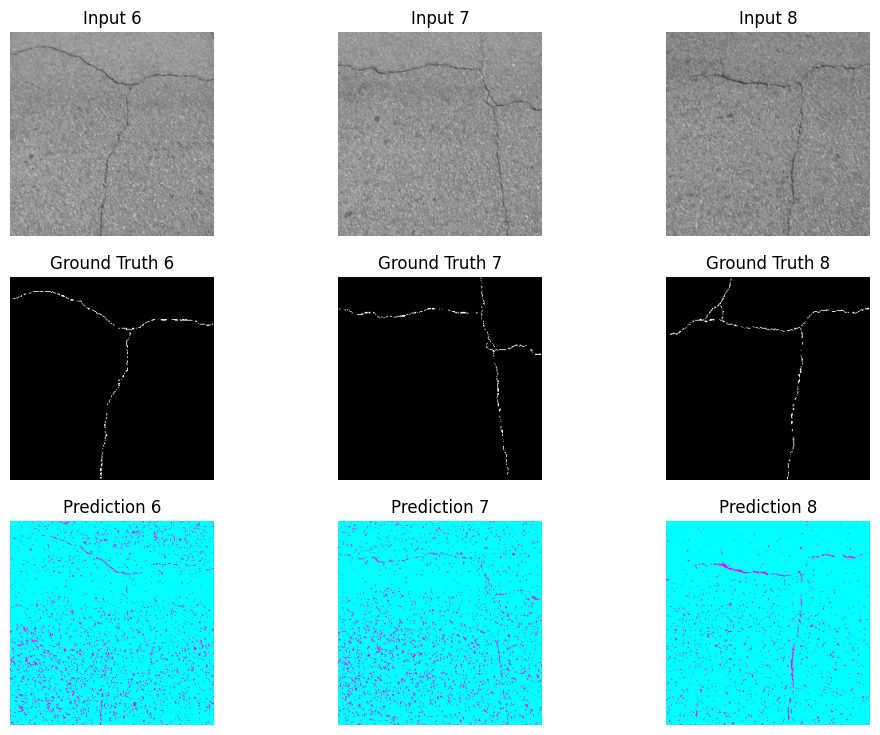 Input 6
Input 7
Input 8
Ground Truth 6
Ground Truth 7
Ground Truth 8
Prediction 6
Prediction 7
Prediction 8